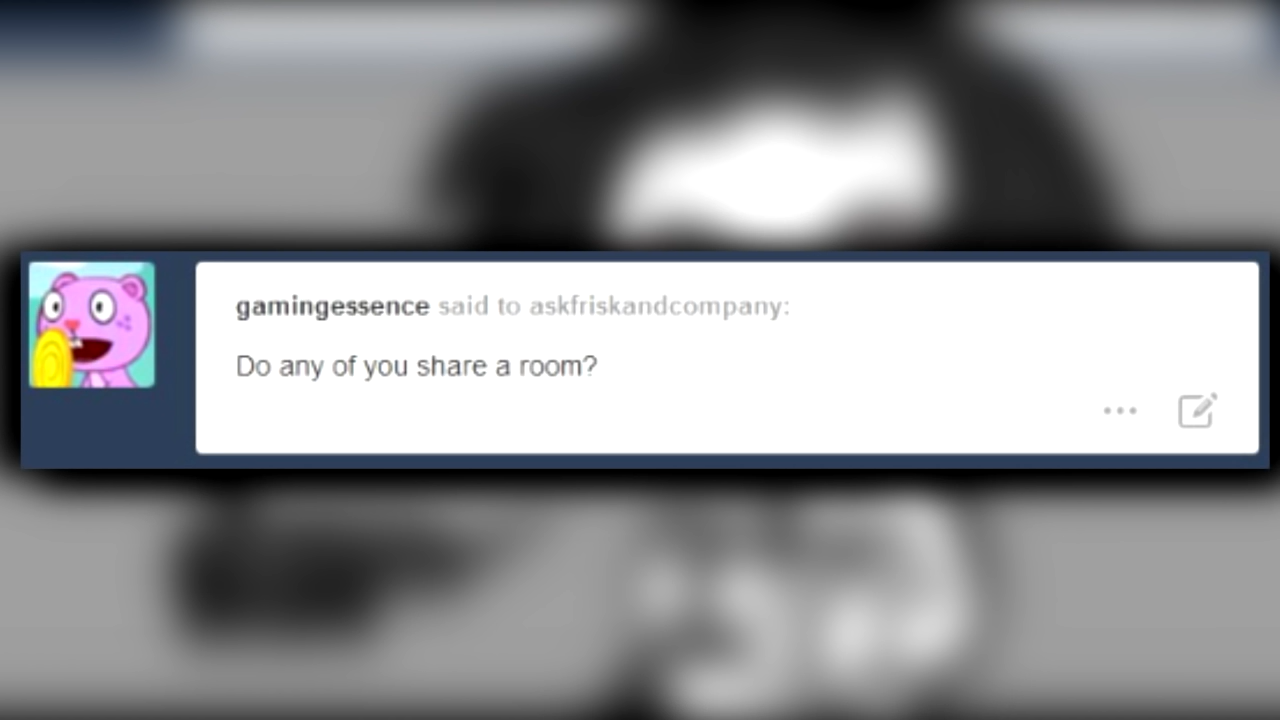 gamingessence said to askfriskandcompany:
Do any of you share a room?